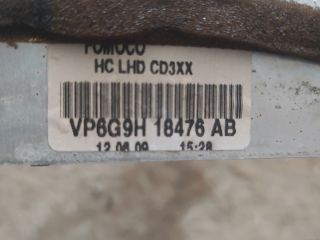 FOMOCO
HC LHD CD3XX
VP6G9H 18476 AB
12.06.09 15:28